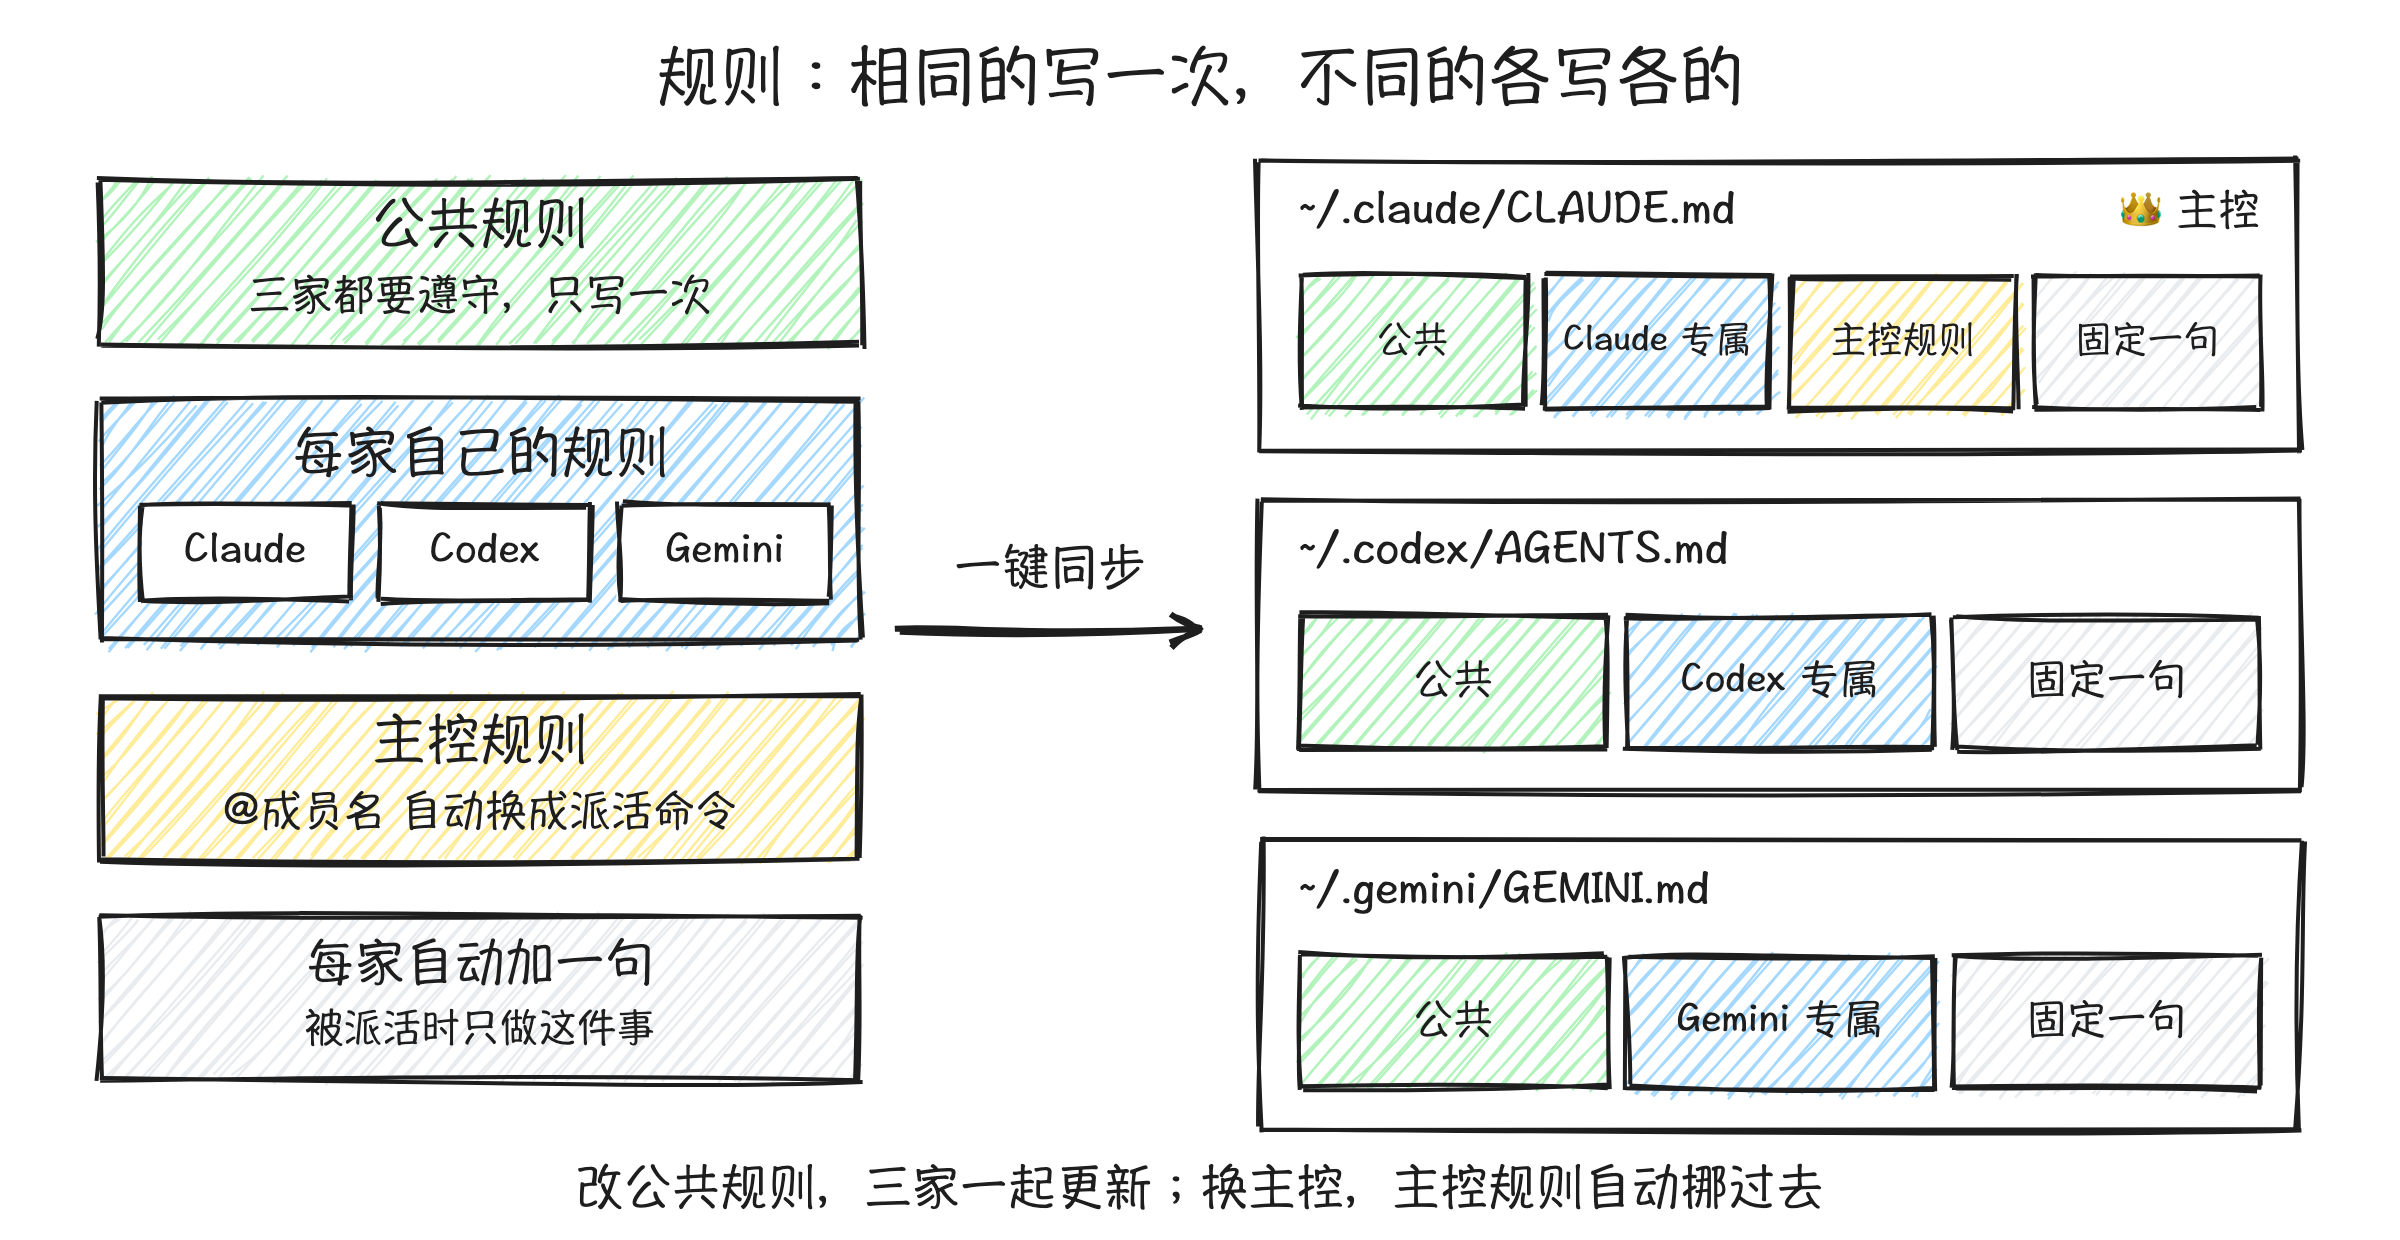 规则：相同的写一次，不同的各写各的
公共规则
三家都要遵守，只写一次
每家自己的规则
Claude
Codex
Gemini
主控规则
@成员名 自动换成派活命令
每家自动加一句
被派活时只做这件事
一键同步
~/.claude/CLAUDE.md
👑 主控
公共
Claude 专属
主控规则
固定一句
~/.codex/AGENTS.md
公共
Codex 专属
固定一句
~/.gemini/GEMINI.md
公共
Gemini 专属
固定一句
改公共规则，三家一起更新；换主控，主控规则自动挪过去